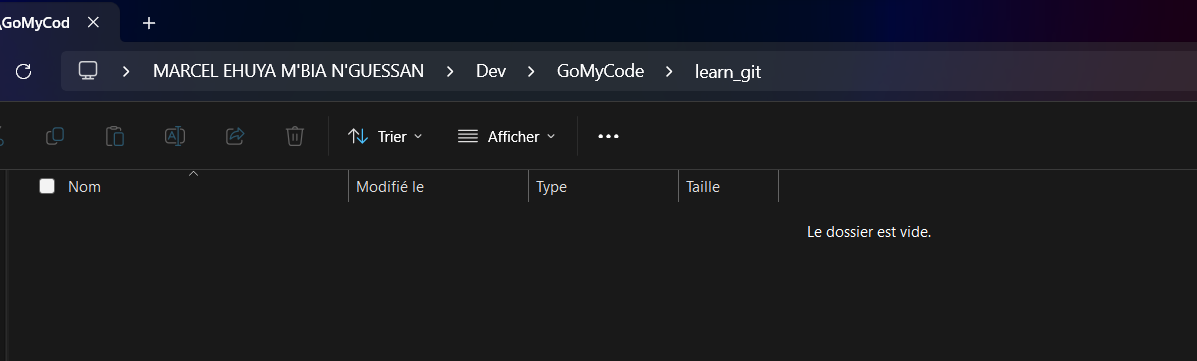 \GoMyCod
MARCEL EHUYA M'BIA N'GUESSAN > Dev > GoMyCode > learn_git
Trier Afficher
Nom Modifié le Type Taille
Le dossier est vide.